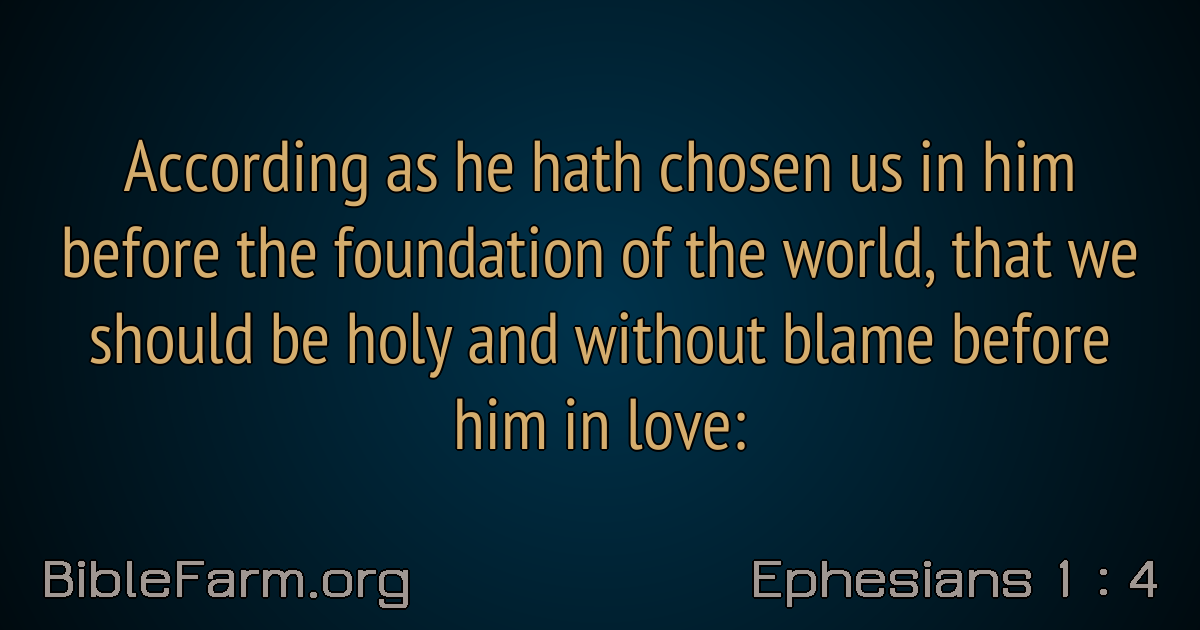 According as he hath chosen us in him
before the foundation of the world, that we
should be holy and without blame before
him in love:
BibleFarm.org
Ephesians 1 : 4